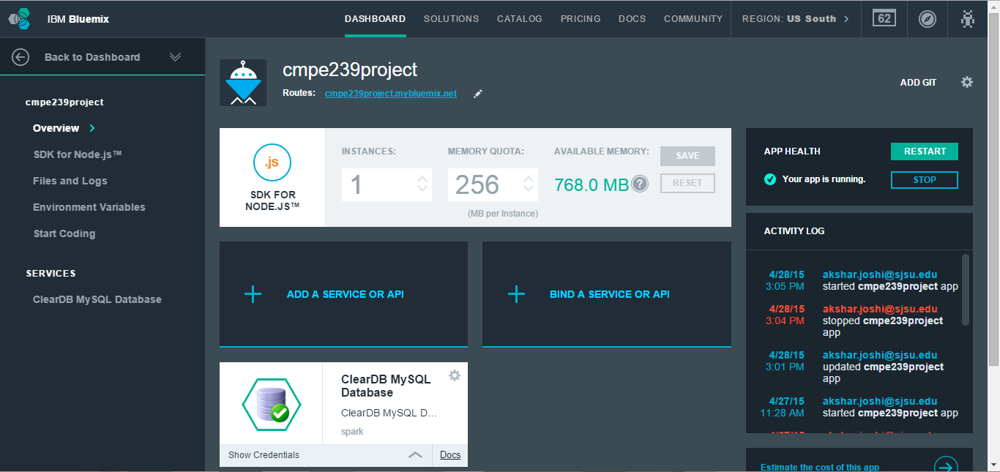 IBM Bluemix
DASHBOARD SOLUTIONS CATALOG PRICING DOCS COMMUNITY REGION: US South 62
Back to Dashboard
cmpe239project
Overview
SDK for Node.js™
Files and Logs
Environment Variables
Start Coding
SERVICES
ClearDB MySQL Database
cmpe239project
Routes: cmpe239project.mybluemix.net
ADD GIT
.js
SDK FOR
NODE.JS™
INSTANCES:
1
MEMORY QUOTA:
256
(MB per Instance)
AVAILABLE MEMORY:
768.0 MB ?
SAVE
RESET
ADD A SERVICE OR API
BIND A SERVICE OR API
ClearDB MySQL
Database
ClearDB MySQL D...
spark
Show Credentials
Docs
APP HEALTH
RESTART
Your app is running.
STOP
ACTIVITY LOG
4/28/15 akshar.joshi@sjsu.edu
3:05 PM started cmpe239project app
4/28/15 akshar.joshi@sjsu.edu
3:04 PM stopped cmpe239project
app
4/28/15 akshar.joshi@sjsu.edu
3:01 PM updated cmpe239project
app
4/27/15 akshar.joshi@sjsu.edu
11:28 AM started cmpe239project app
Estimate the cost of this app